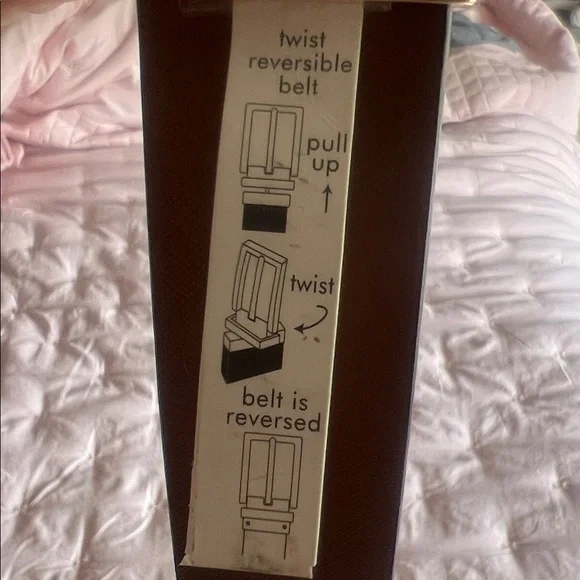 twist
reversible
belt
pull
up
twist
belt is
reversed